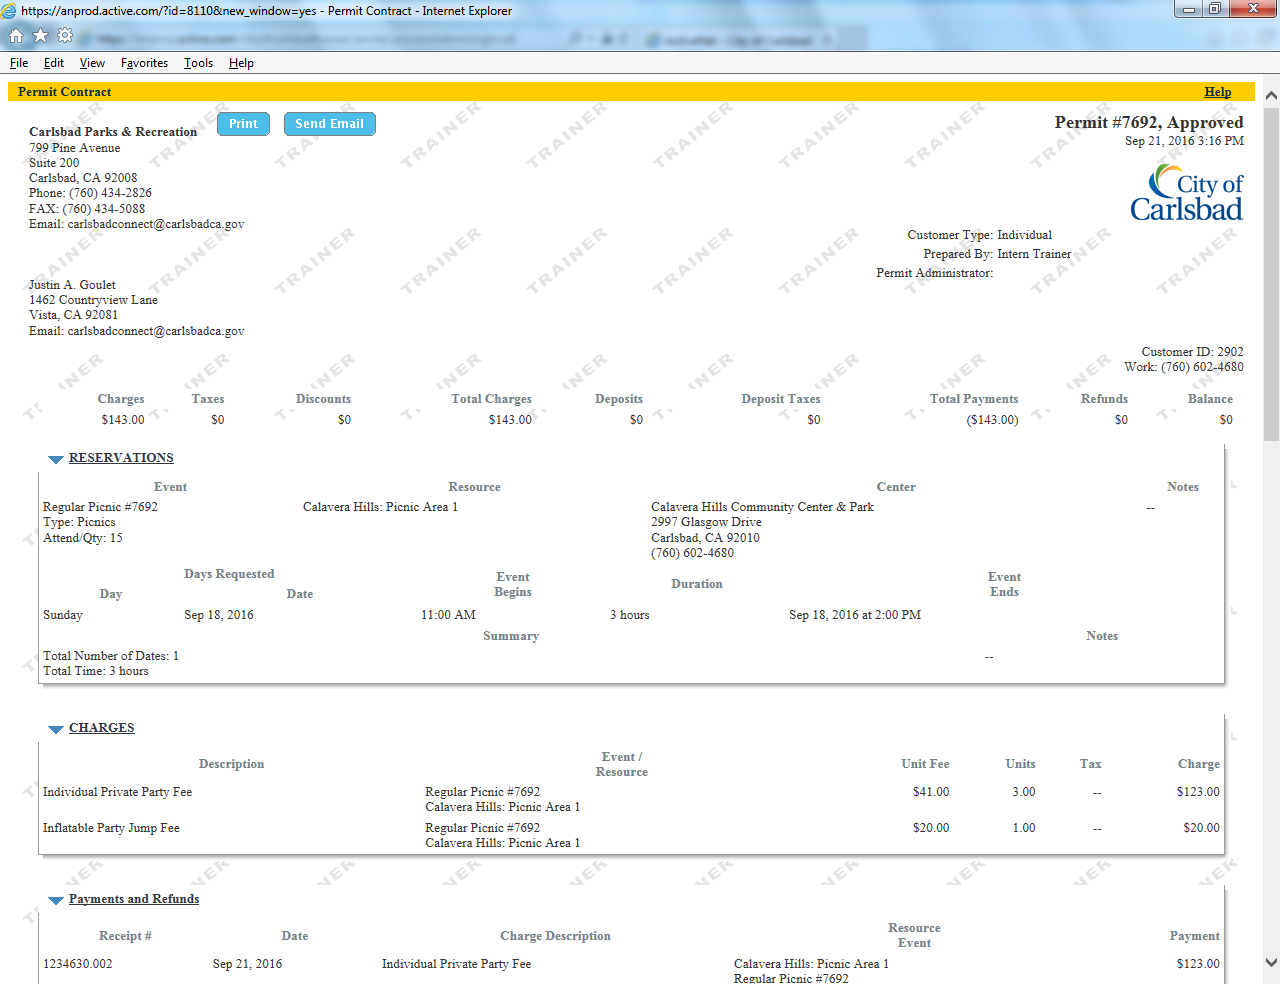 https://anprod.active.com/?id=8110&new_window=yes - Permit Contract - Internet Explorer
File Edit View Favorites Tools Help
Permit Contract Help
Carlsbad Parks & Recreation
799 Pine Avenue
Suite 200
Carlsbad, CA 92008
Phone: (760) 434-2826
FAX: (760) 434-5088
Email: carlsbadconnect@carlsbadca.gov
Print Send Email
Permit #7692, Approved
Sep 21, 2016 3:16 PM
City of
Carlsbad
Customer Type: Individual
Prepared By: Intern Trainer
Permit Administrator:
Justin A. Goulet
1462 Countryview Lane
Vista, CA 92081
Email: carlsbadconnect@carlsbadca.gov
Customer ID: 2902
Work: (760) 602-4680
Charges Taxes Discounts Total Charges Deposits Deposit Taxes Total Payments Refunds Balance
$143.00 $0 $0 $143.00 $0 $0 ($143.00) $0 $0
RESERVATIONS
Event Resource Center Notes
Regular Picnic #7692 Calavera Hills: Picnic Area 1 Calavera Hills Community Center & Park --
Type: Picnics 2997 Glasgow Drive
Attend/Qty: 15 Carlsbad, CA 92010
(760) 602-4680
Days Requested Event Begins Duration Event Ends
Day Date
Sunday Sep 18, 2016 11:00 AM 3 hours Sep 18, 2016 at 2:00 PM
Summary Notes
Total Number of Dates: 1 --
Total Time: 3 hours
CHARGES
Description Event / Resource Unit Fee Units Tax Charge
Individual Private Party Fee Regular Picnic #7692 $41.00 3.00 -- $123.00
Calavera Hills: Picnic Area 1
Inflatable Party Jump Fee Regular Picnic #7692 $20.00 1.00 -- $20.00
Calavera Hills: Picnic Area 1
Payments and Refunds
Receipt # Date Charge Description Resource Event Payment
1234630.002 Sep 21, 2016 Individual Private Party Fee Calavera Hills: Picnic Area 1 $123.00
Regular Picnic #7692
TRAINER